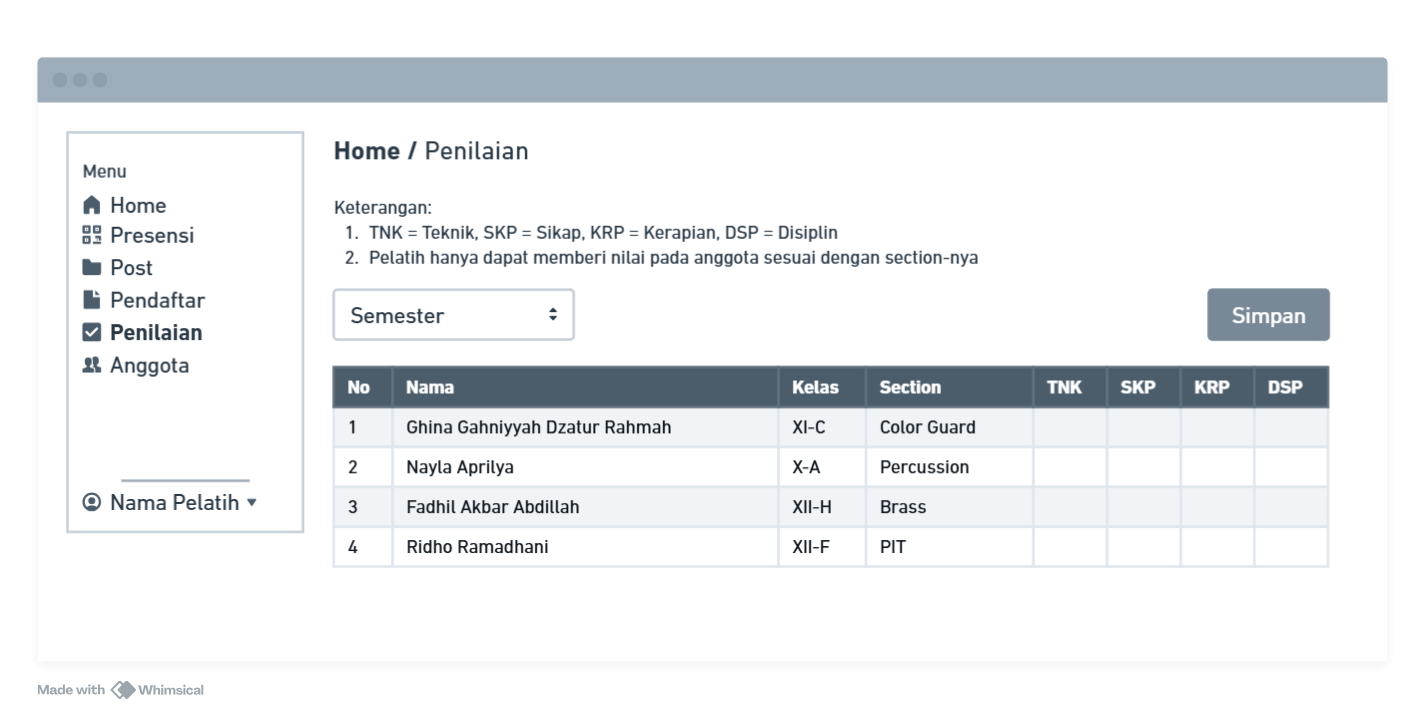 Menu
Home
Presensi
Post
Pendaftar
Penilaian
Anggota
Nama Pelatih
Home / Penilaian
Keterangan:
1. TNK = Teknik, SKP = Sikap, KRP = Kerapian, DSP = Disiplin
2. Pelatih hanya dapat memberi nilai pada anggota sesuai dengan section-nya
Semester
Simpan
No Nama Kelas Section TNK SKP KRP DSP
1 Ghina Gahniyyah Dzatur Rahmah XI-C Color Guard
2 Nayla Aprilya X-A Percussion
3 Fadhil Akbar Abdillah XII-H Brass
4 Ridho Ramadhani XII-F PIT
Made with Whimsical